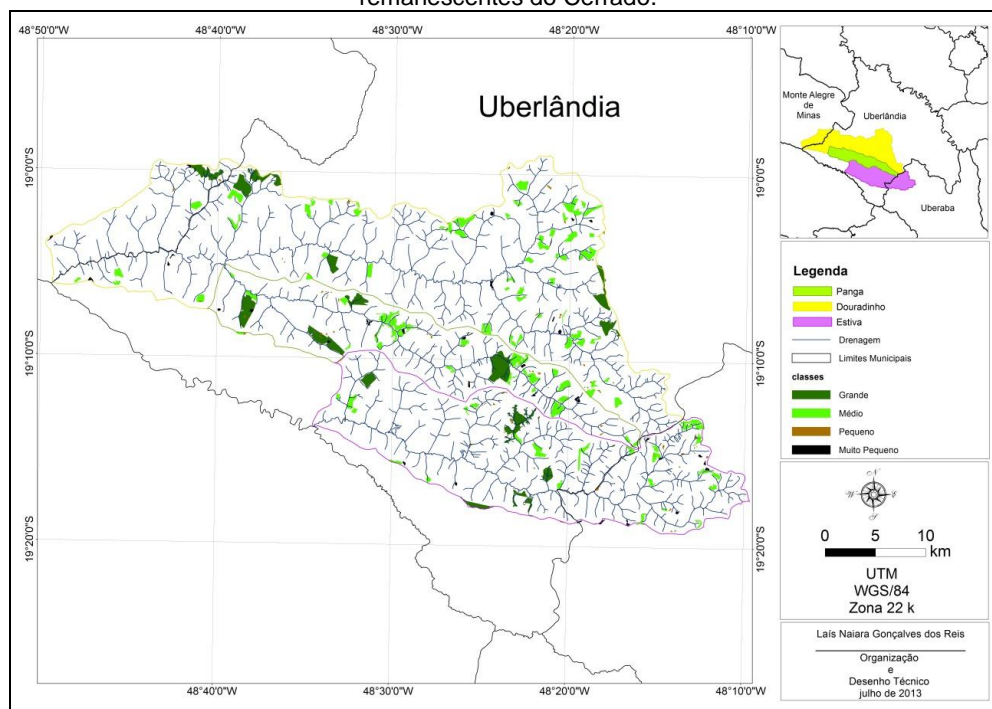 remanescentes do Cerrado.
48°50'0"W
48°40'0"W
48°30'0"W
48°20'0"W
48°10'0"W
Uberlândia
19°0'0"S
19°0'0"S
19°10'0"S
19°10'0"S
19°20'0"S
19°20'0"S
48°40'0"W
48°30'0"W
48°20'0"W
48°10'0"W
Monte Alegre
de
Minas
Uberlândia
Uberaba
Legenda
Panga
Douradinho
Estiva
Drenagem
Limites Municipais
classes
Grande
Médio
Pequeno
Muito Pequeno
N
W
E
S
0 5 10
km
UTM
WGS/84
Zona 22 k
Laís Naiara Gonçalves dos Reis
Organização
e
Desenho Técnico
julho de 2013